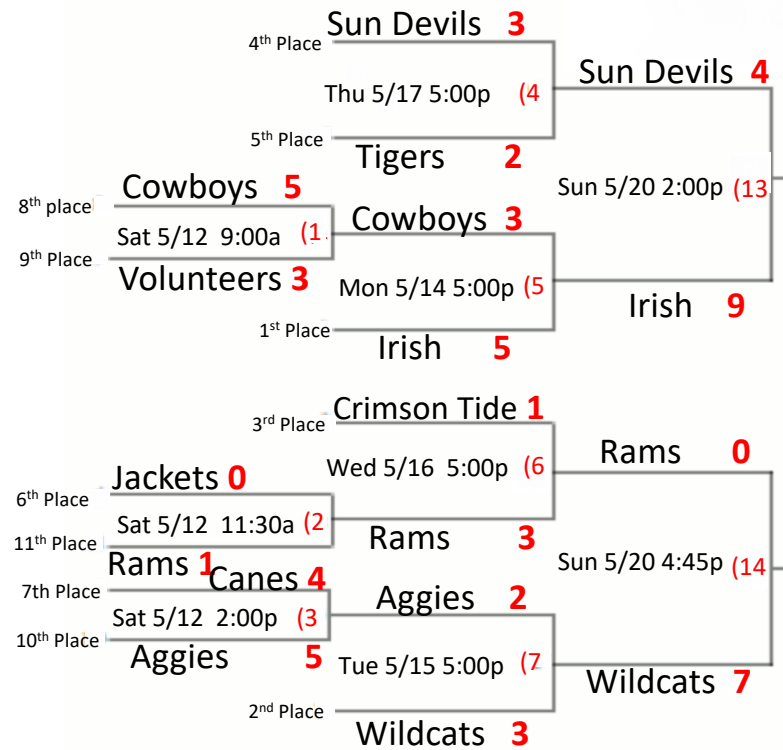 Sun Devils 3
4th Place
Thu 5/17 5:00p (4
5th Place
Tigers 2
Sun Devils 4
Sun 5/20 2:00p (13
Irish 9
Cowboys 5
8th place
Sat 5/12 9:00a (1
9th Place
Volunteers 3
Cowboys 3
Mon 5/14 5:00p (5
1st Place
Irish 5
Crimson Tide 1
3rd Place
Wed 5/16 5:00p (6
Rams 3
Rams 0
Sun 5/20 4:45p (14
Wildcats 7
Jackets 0
6th Place
Sat 5/12 11:30a (2
11th Place
Rams 1
Canes 4
7th Place
Sat 5/12 2:00p (3
10th Place
Aggies 5
Aggies 2
Tue 5/15 5:00p (7
2nd Place
Wildcats 3